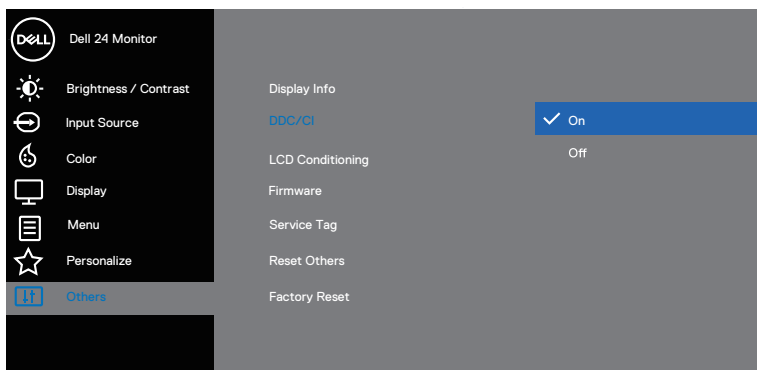 DELL Dell 24 Monitor
Brightness / Contrast
Input Source
Color
Display
Menu
Personalize
Others
Display Info
DDC/CI
LCD Conditioning
Firmware
Service Tag
Reset Others
Factory Reset
On
Off